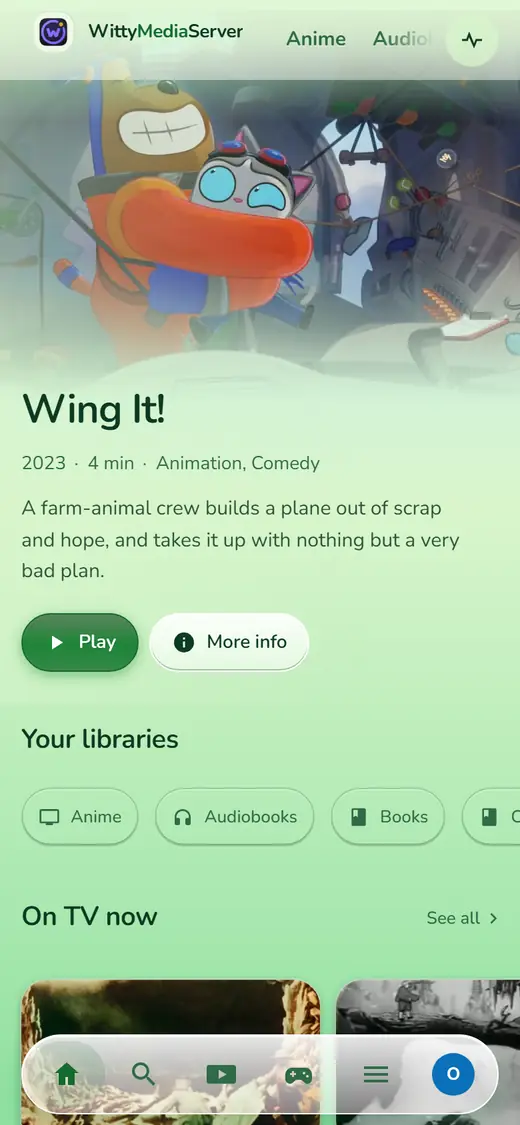 WittyMediaServer
Anime
Wing It!
2023 · 4 min · Animation, Comedy
A farm-animal crew builds a plane out of scrap
and hope, and takes it up with nothing but a very
bad plan.
Play
More info
Your libraries
Anime
Audiobooks
Books
On TV now
See all
O